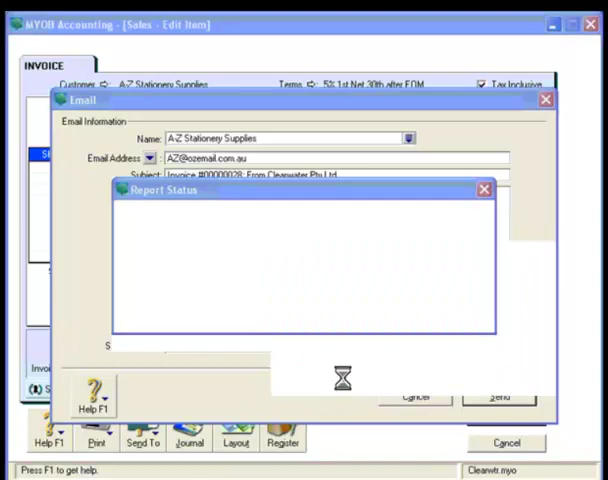 MYOB Accounting - [Sales - Edit Item]
INVOICE
Customer A-Z Stationery Supplies Terms 5% 1st Net 30th after EOM Tax Inclusive
Email
Email Information
Name: A-Z Stationery Supplies
Email Address : AZ@ozemail.com.au
Subject: Invoice #00000028; From Clearwater Pty Ltd
Report Status
S
Invoi
S
Help F1
Cancel
Send
Help F1 Print Send To Journal Layout Register Cancel
Press F1 to get help. Clearwtr.myo